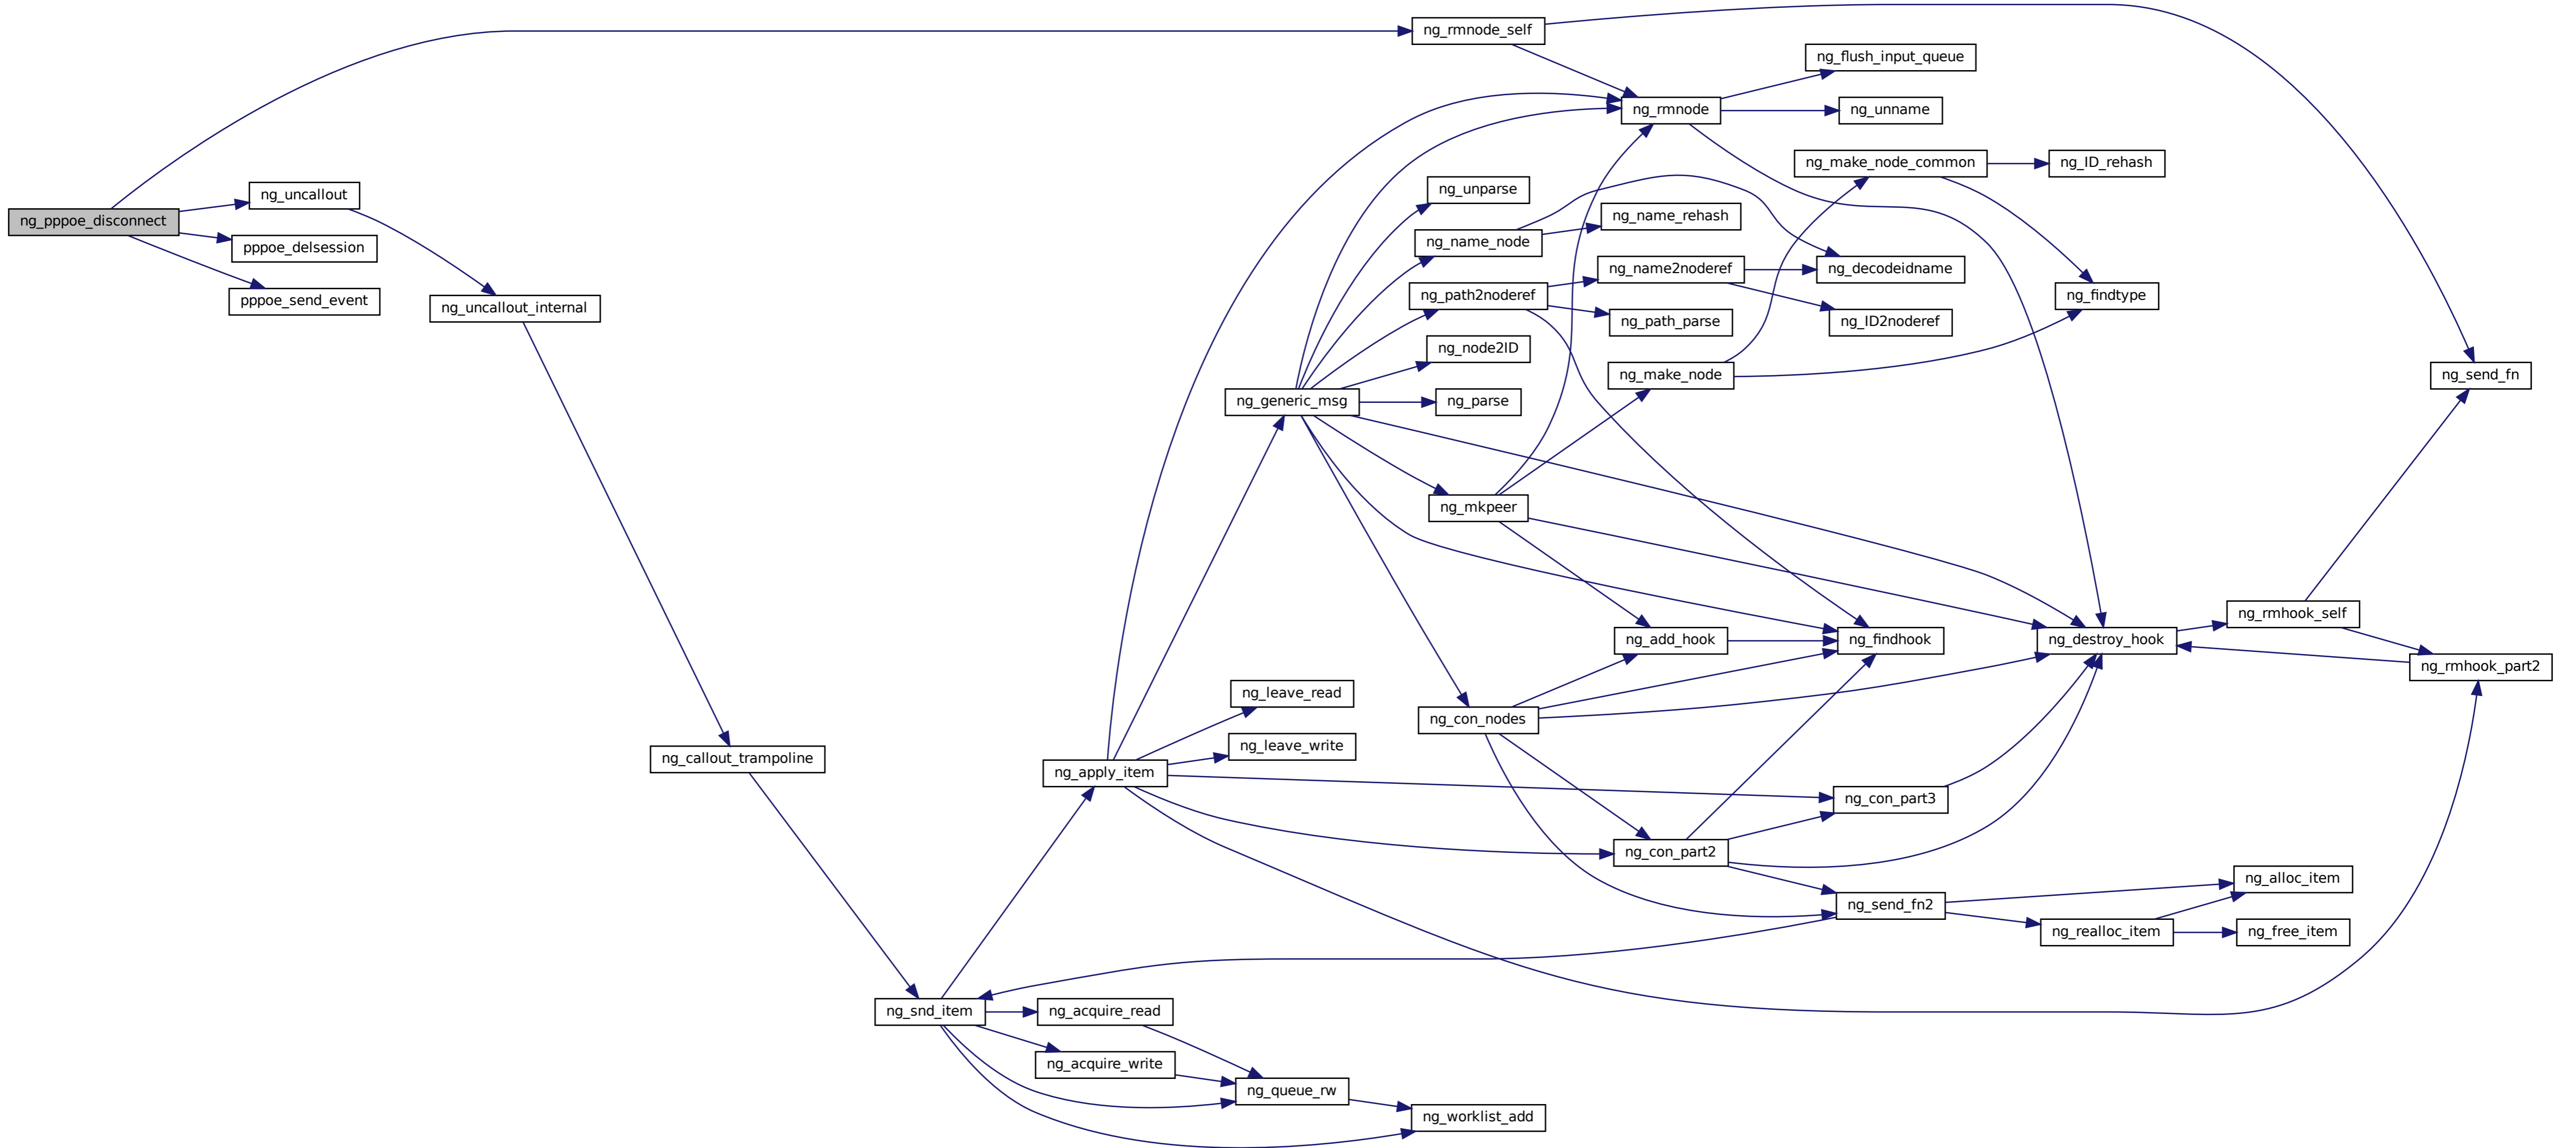 ng_rmnode_self
ng_flush_input_queue
ng_rmnode
ng_unname
ng_make_node_common
ng_ID_rehash
ng_unparse
ng_uncallout
ng_name_rehash
ng_pppoe_disconnect
ng_name_node
pppoe_delsession
ng_name2noderef
ng_decodeidname
pppoe_send_event
ng_path2noderef
ng_findtype
ng_uncallout_internal
ng_path_parse
ng_ID2noderef
ng_node2ID
ng_make_node
ng_send_fn
ng_generic_msg
ng_parse
ng_mkpeer
ng_rmhook_self
ng_add_hook
ng_findhook
ng_destroy_hook
ng_rmhook_part2
ng_leave_read
ng_con_nodes
ng_leave_write
ng_callout_trampoline
ng_apply_item
ng_con_part3
ng_con_part2
ng_alloc_item
ng_send_fn2
ng_realloc_item
ng_free_item
ng_snd_item
ng_acquire_read
ng_acquire_write
ng_queue_rw
ng_worklist_add